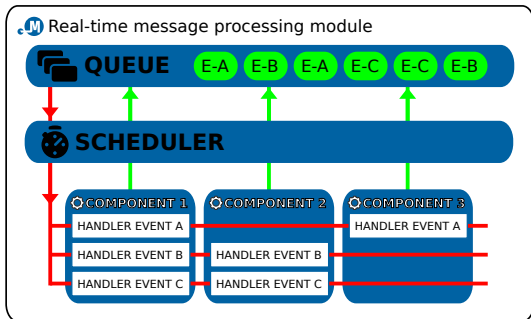 cM Real-time message processing module
QUEUE E-A E-B E-A E-C E-C E-B
SCHEDULER
COMPONENT 1 COMPONENT 2 COMPONENT 3
HANDLER EVENT A HANDLER EVENT A
HANDLER EVENT B HANDLER EVENT B
HANDLER EVENT C HANDLER EVENT C